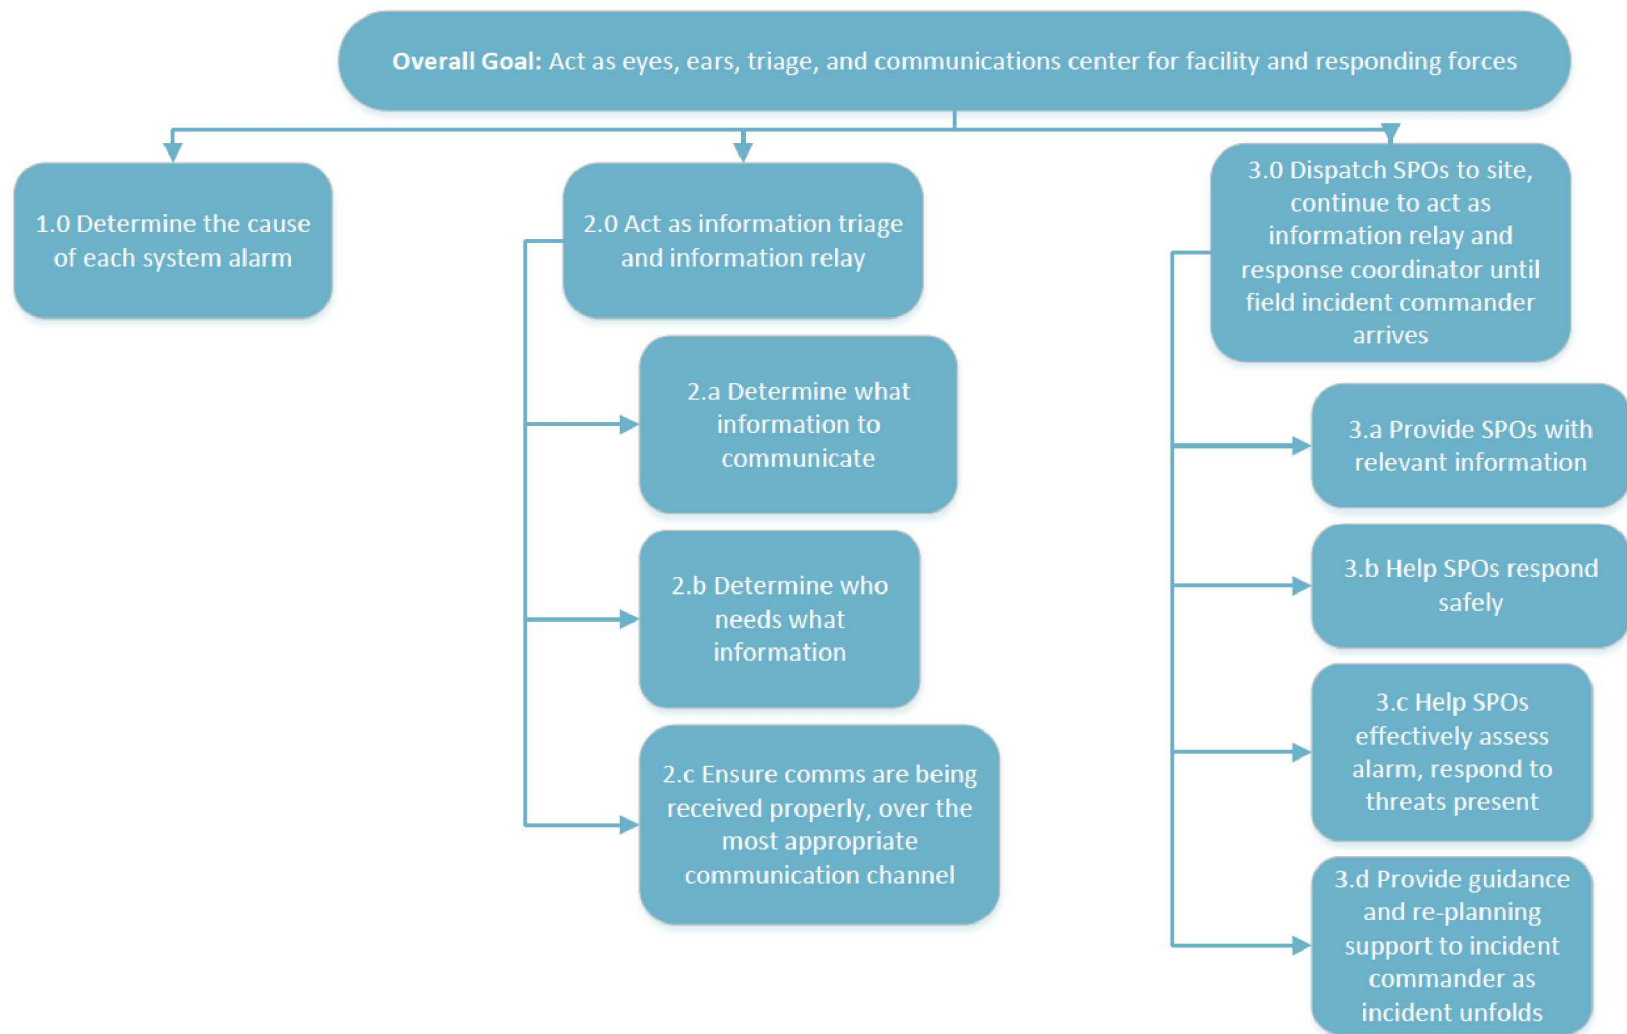 Overall Goal: Act as eyes, ears, triage, and communications center for facility and responding forces
1.0 Determine the cause
of each system alarm
2.0 Act as information triage
and information relay
2.a Determine what
information to
communicate
2.b Determine who
needs what
information
2.c Ensure comms are being
received properly, over the
most appropriate
communication channel
3.0 Dispatch SPOs to site,
continue to act as
information relay and
response coordinator until
field incident commander
arrives
3.a Provide SPOs with
relevant information
3.b Help SPOs respond
safely
3.c Help SPOs
effectively assess
alarm, respond to
threats present
3.d Provide guidance
and re-planning
support to incident
commander as
incident unfolds